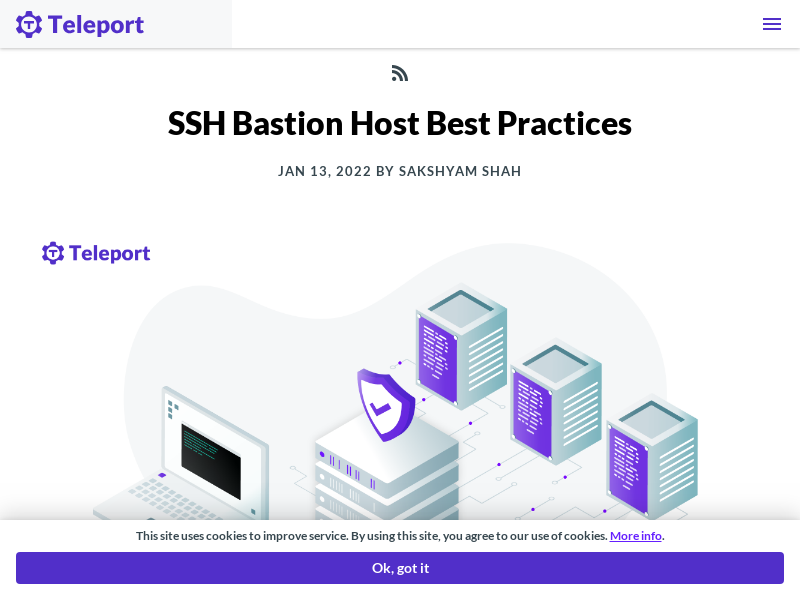 Teleport
SSH Bastion Host Best Practices
JAN 13, 2022 BY SAKSHYAM SHAH
Teleport
This site uses cookies to improve service. By using this site, you agree to our use of cookies. More info.
Ok, got it